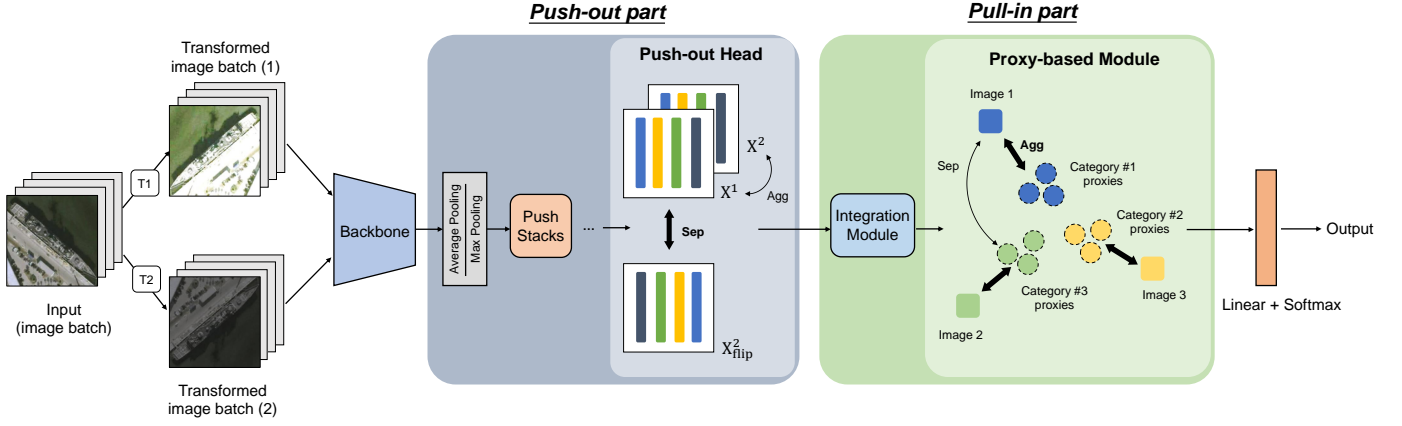 Push-out part
Pull-in part
Transformed
image batch (1)
T1
T2
Input
(image batch)
Transformed
image batch (2)
Backbone
Average Pooling
Max Pooling
Push
Stacks
...
Push-out Head
X²
X¹
Agg
Sep
X²flip
Integration
Module
Proxy-based Module
Image 1
Agg
Sep
Category #1
proxies
Category #2
proxies
Category #3
proxies
Image 3
Image 2
Linear + Softmax
Output